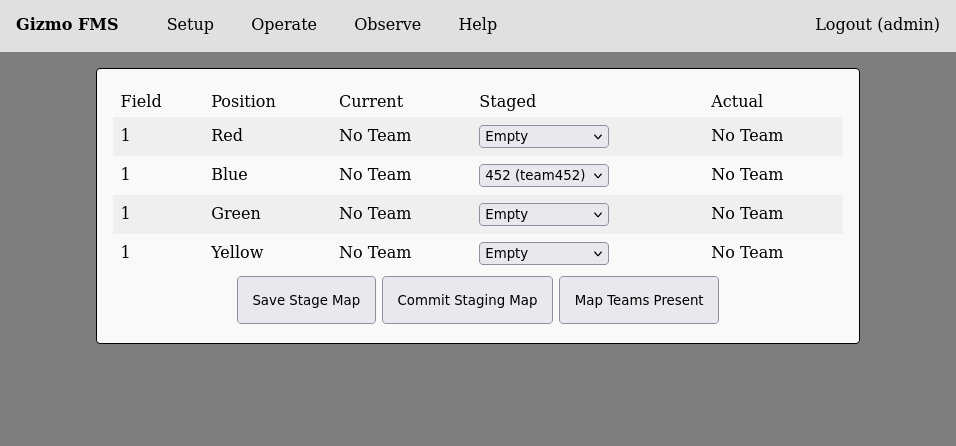 Gizmo FMS Setup Operate Observe Help Logout (admin)
Field Position Current Staged Actual
1 Red No Team Empty No Team
1 Blue No Team 452 (team452) No Team
1 Green No Team Empty No Team
1 Yellow No Team Empty No Team
Save Stage Map Commit Staging Map Map Teams Present